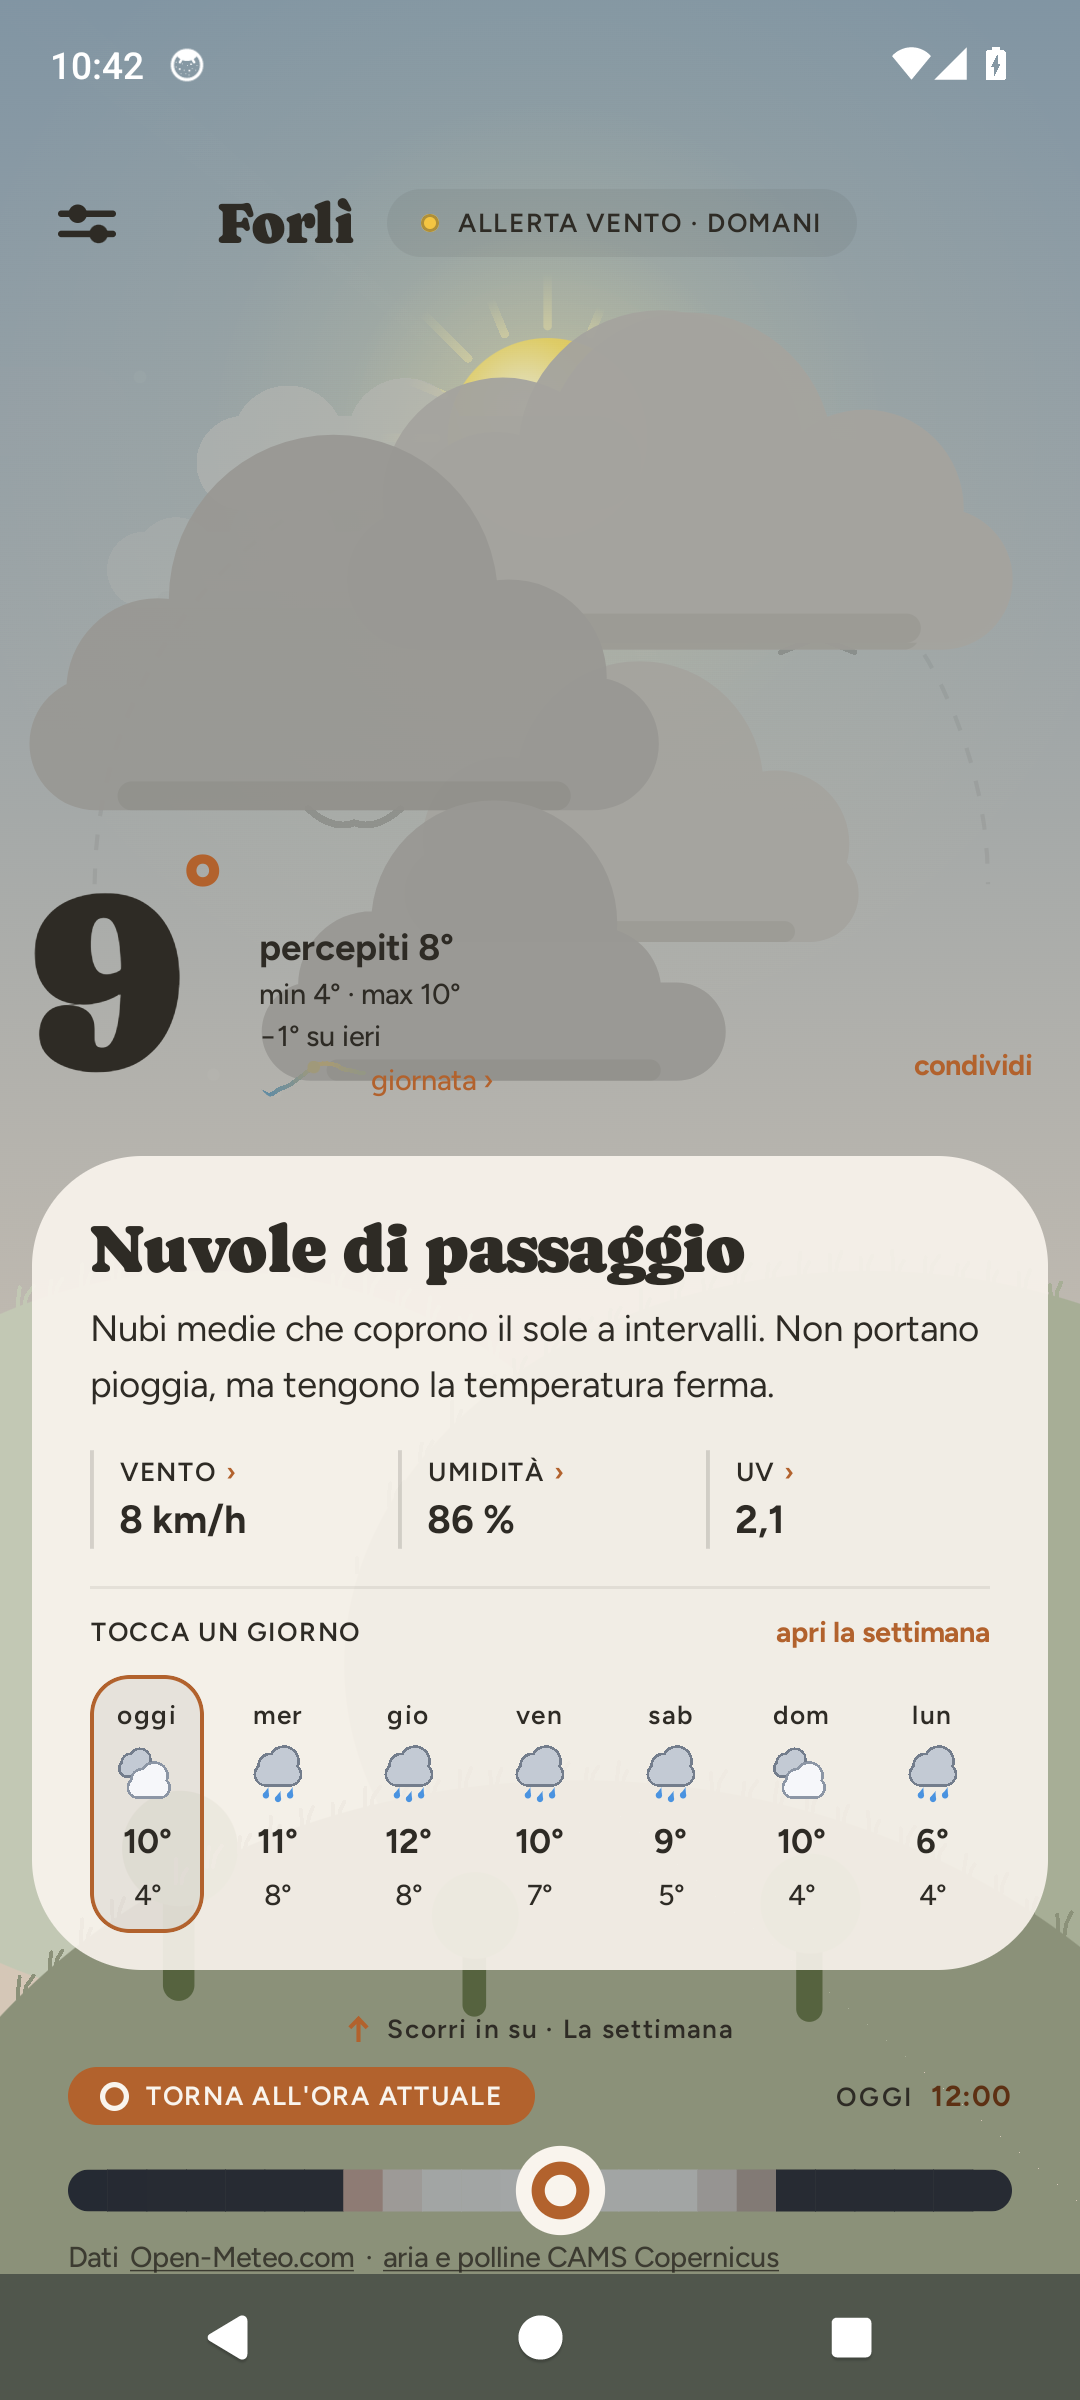 10:42
Forlì
ALLERTA VENTO · DOMANI
9°
percepiti 8°
min 4° · max 10°
−1° su ieri
giornata ›
condividi
Nuvole di passaggio
Nubi medie che coprono il sole a intervalli. Non portano
pioggia, ma tengono la temperatura ferma.
VENTO › UMIDITÀ › UV ›
8 km/h 86 % 2,1
TOCCA UN GIORNO apri la settimana
oggi mer gio ven sab dom lun
10° 11° 12° 10° 9° 10° 6°
4° 8° 8° 7° 5° 4° 4°
↑ Scorri in su · La settimana
TORNA ALL'ORA ATTUALE OGGI 12:00
Dati Open-Meteo.com · aria e polline CAMS Copernicus